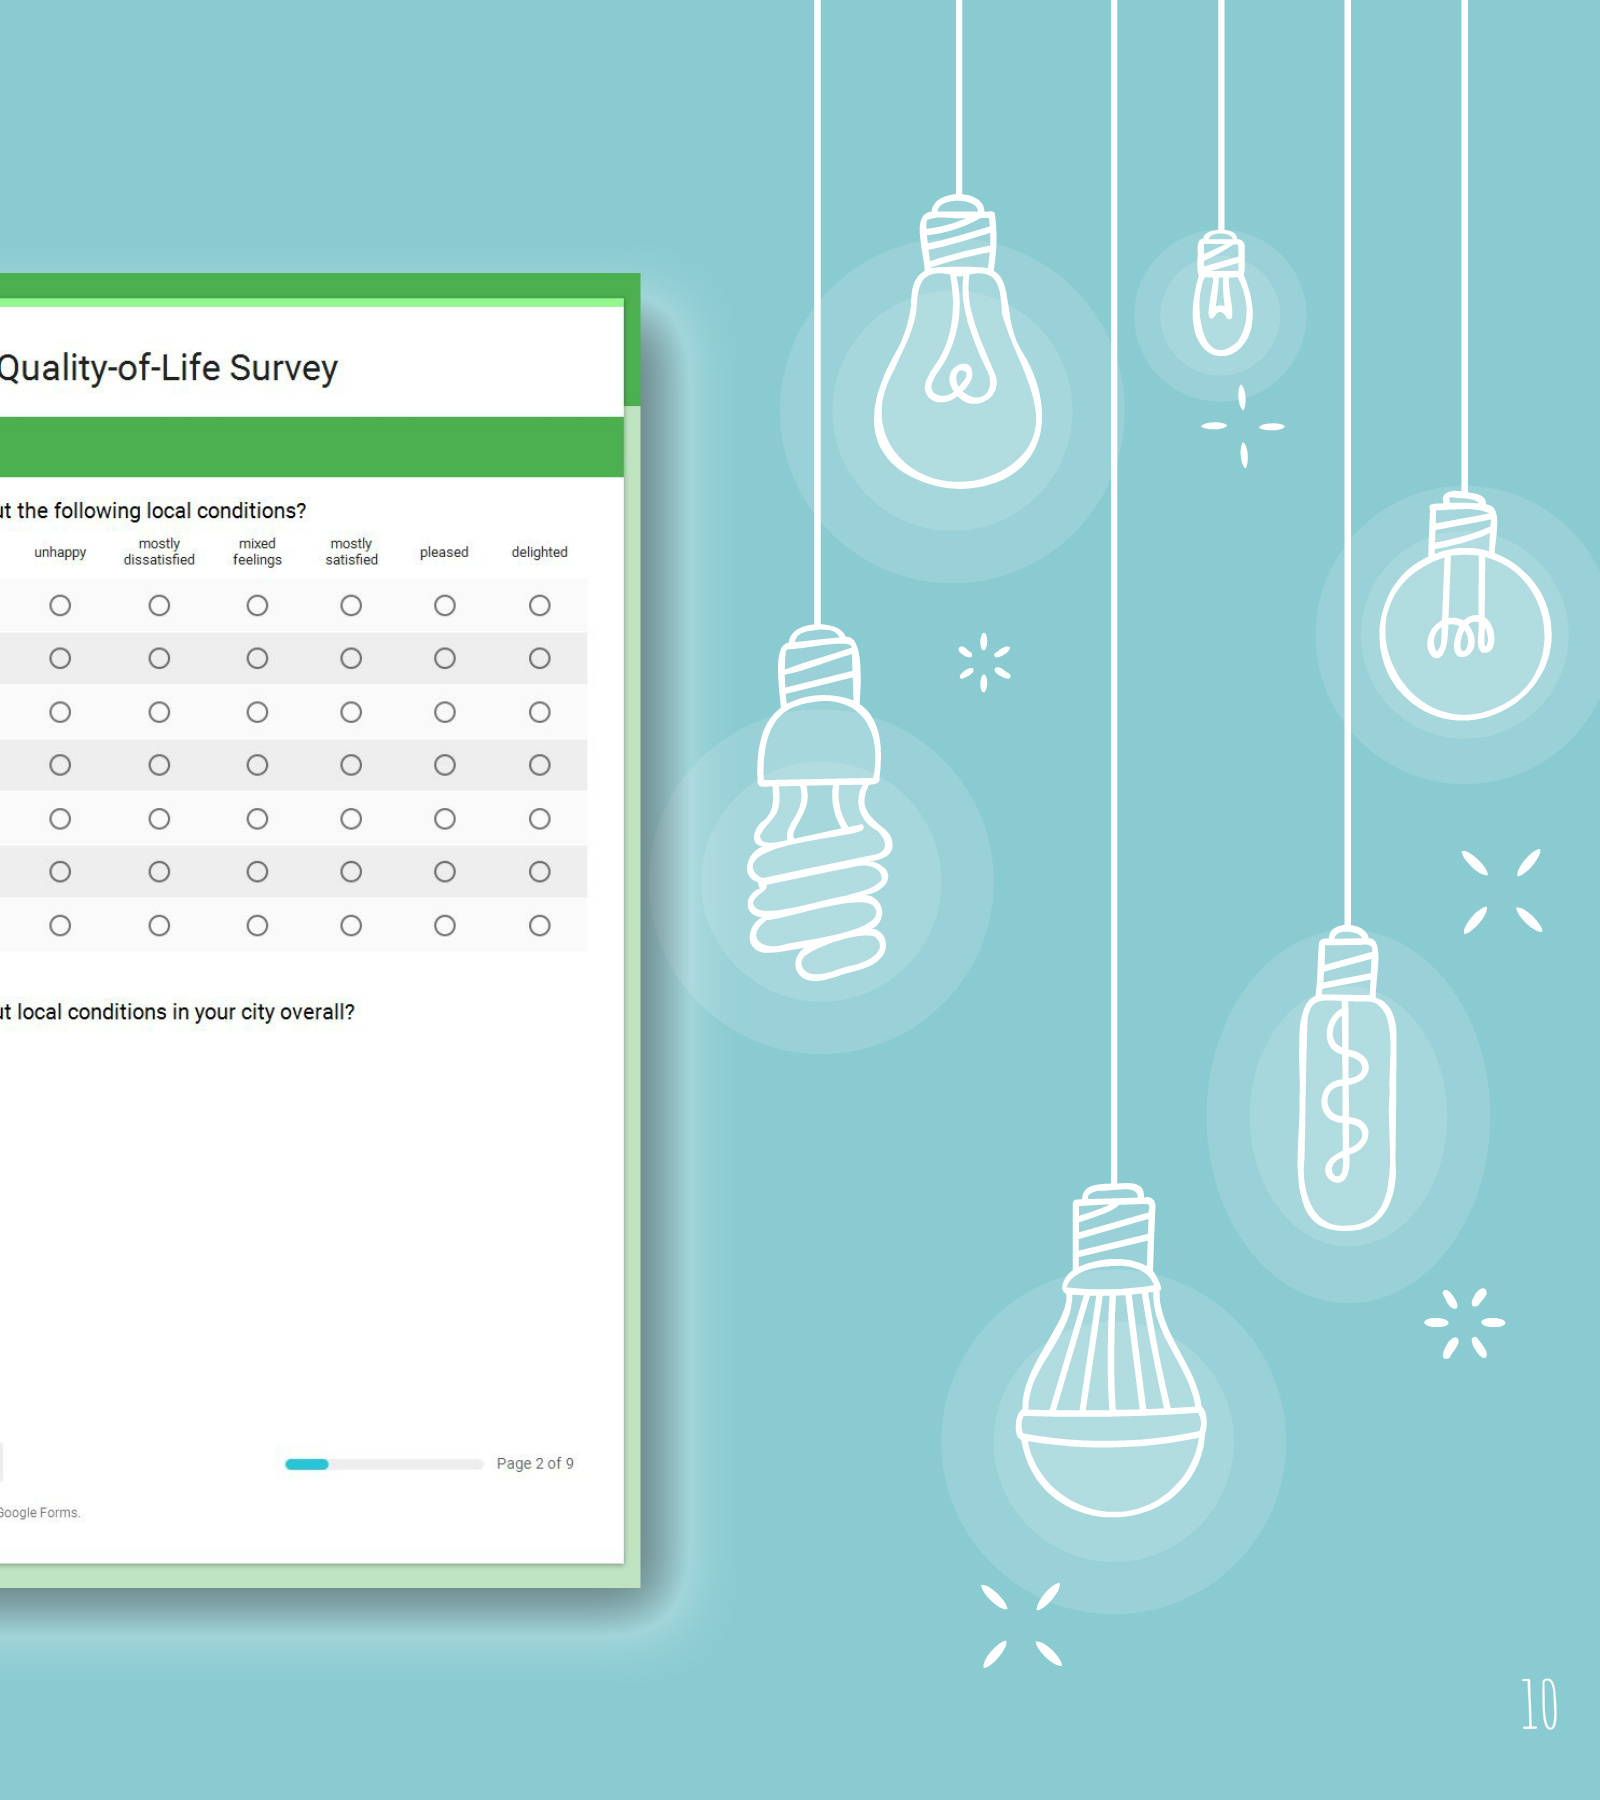 Quality-of-Life Survey
the following local conditions?
unhappy mostly dissatisfied mixed feelings mostly satisfied pleased delighted
local conditions in your city overall?
Page 2 of 9
Google Forms.
10